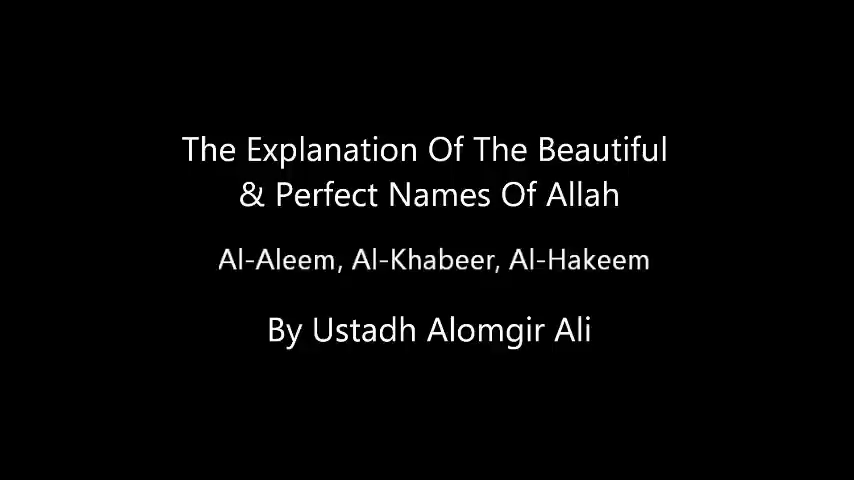 The Explanation Of The Beautiful
& Perfect Names Of Allah
Al-Aleem, Al-Khabeer, Al-Hakeem
By Ustadh Alomgir Ali